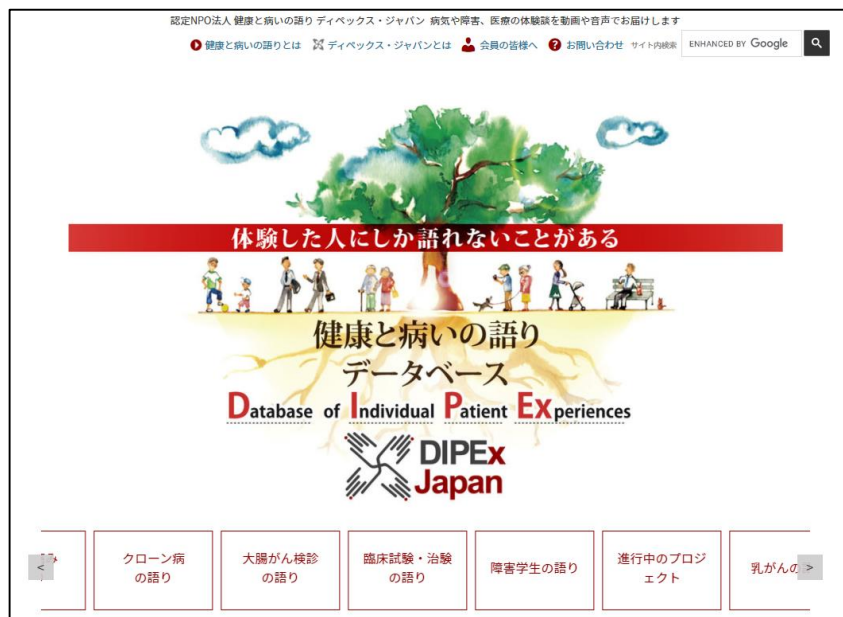 認定NPO法人 健康と病いの語り ディペックス・ジャパン 病気や障害、医療の体験談を動画や音声でお届けします
健康と病いの語りとは ディペックス・ジャパンとは 会員の皆様へ ? お問い合わせ サイト内検索 ENHANCED BY Google
体験した人にしか語れないことがある
健康と病いの語り
データベース
Database of Individual Patient Experiences
DIPEx
Japan
<
クローン病
の語り
大腸がん検診
の語り
臨床試験・治験
の語り
障害学生の語り
進行中のプロジ
ェクト
乳がんの
>